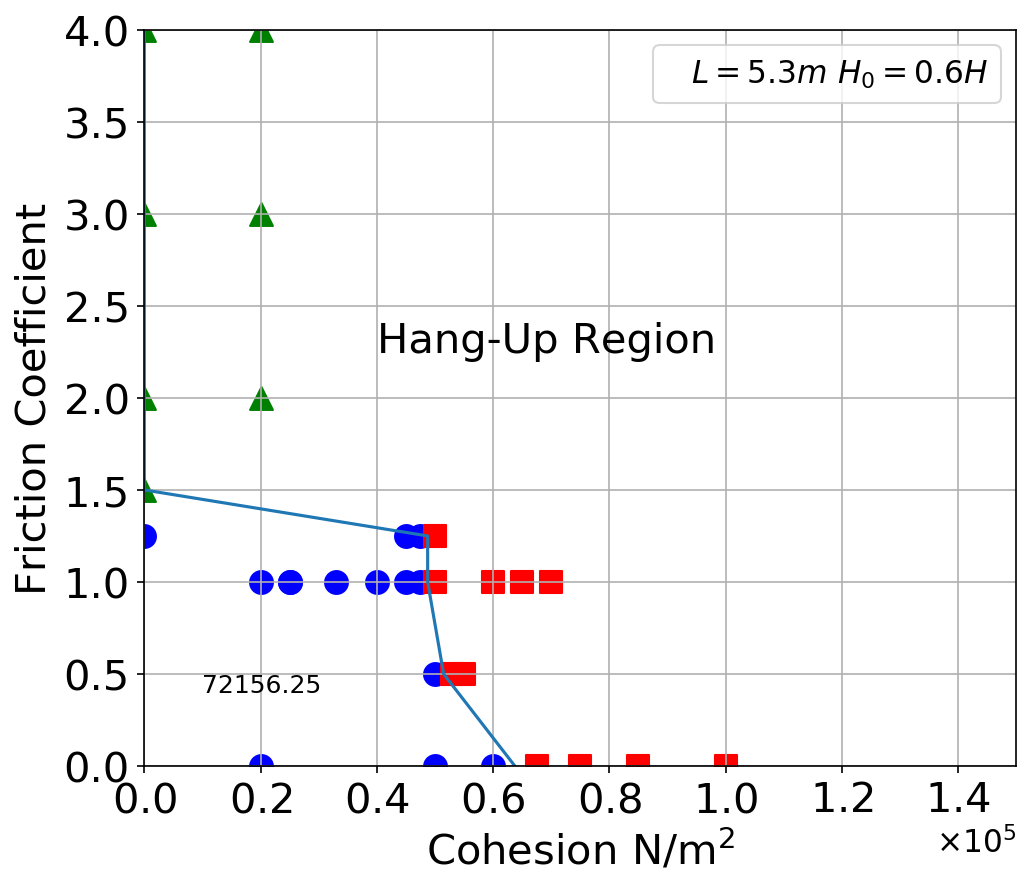 L = 5.3m H₀ = 0.6H
4.0
3.5
3.0
2.5
2.0
1.5
1.0
0.5
0.0
Friction Coefficient
Hang-Up Region
72156.25
0.0 0.2 0.4 0.6 0.8 1.0 1.2 1.4
×10⁵
Cohesion N/m²